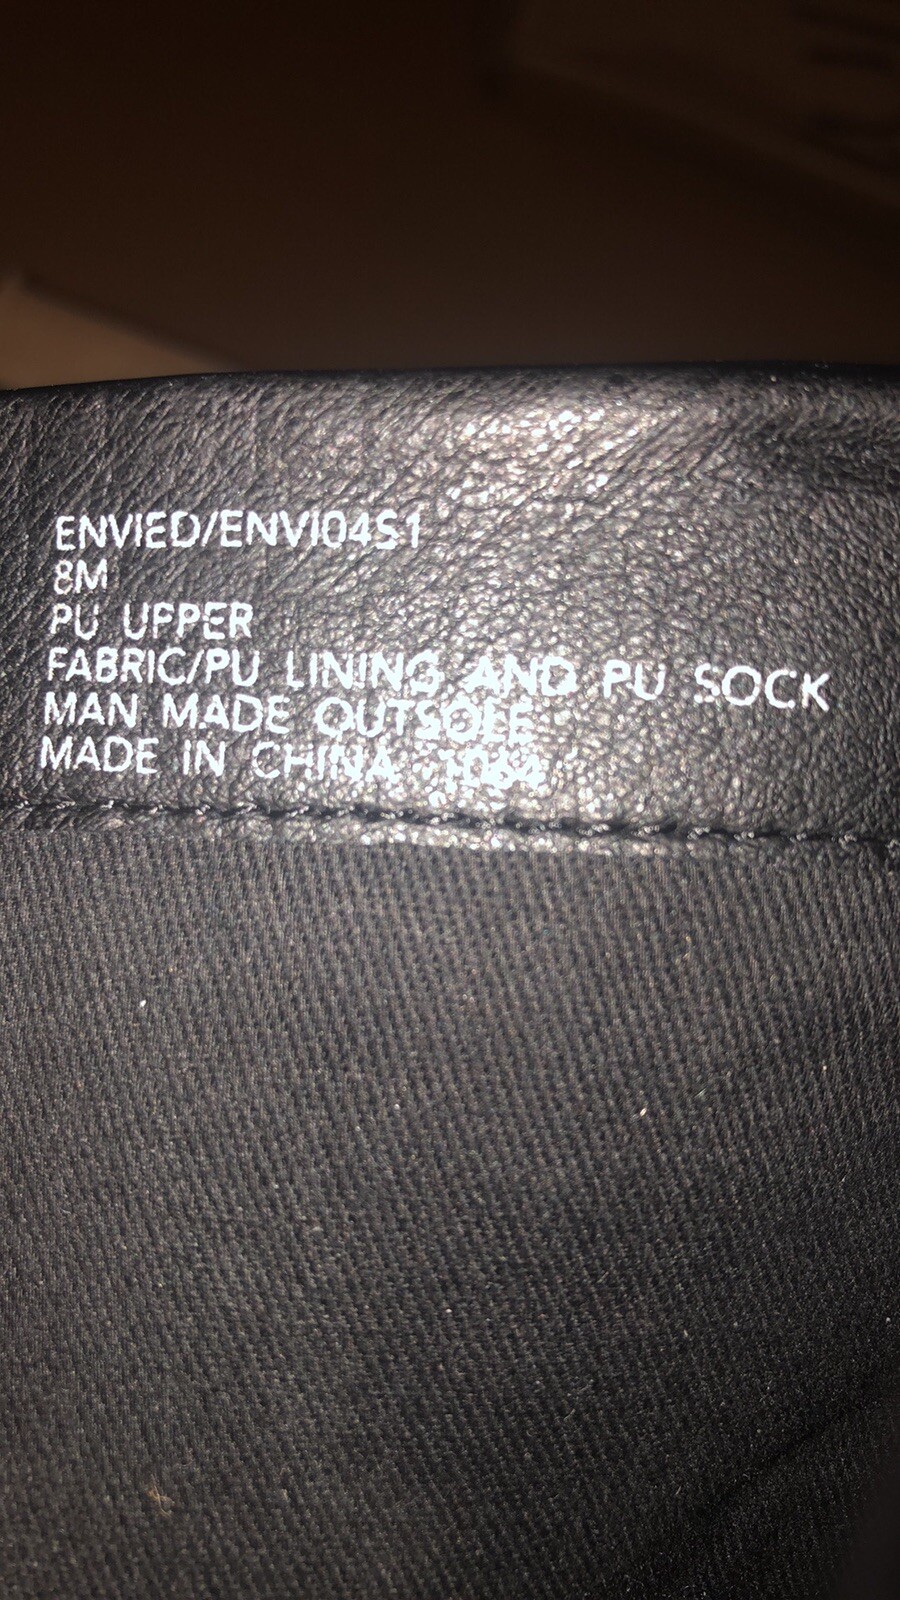 ENVIED/ENVI04S1
8M
PU UPPER
FABRIC/PU LINING AND PU SOCK
MAN MADE OUTSOLE
MADE IN CHINA